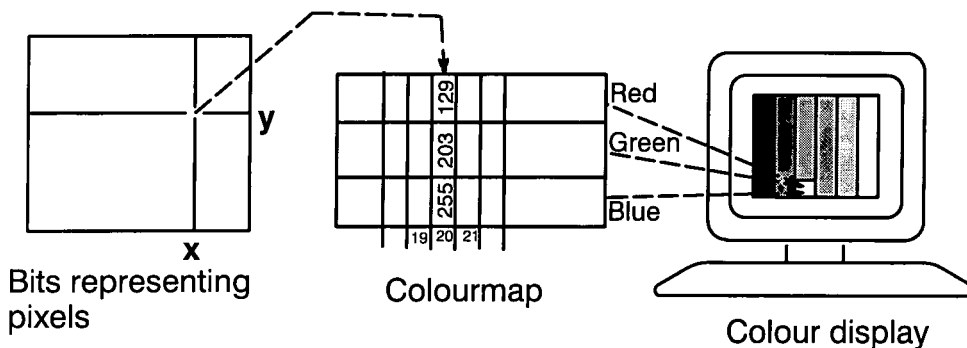 129
Red
y
203
Green
255
Blue
19 20 21
x
Bits representing
pixels
Colourmap
Colour display